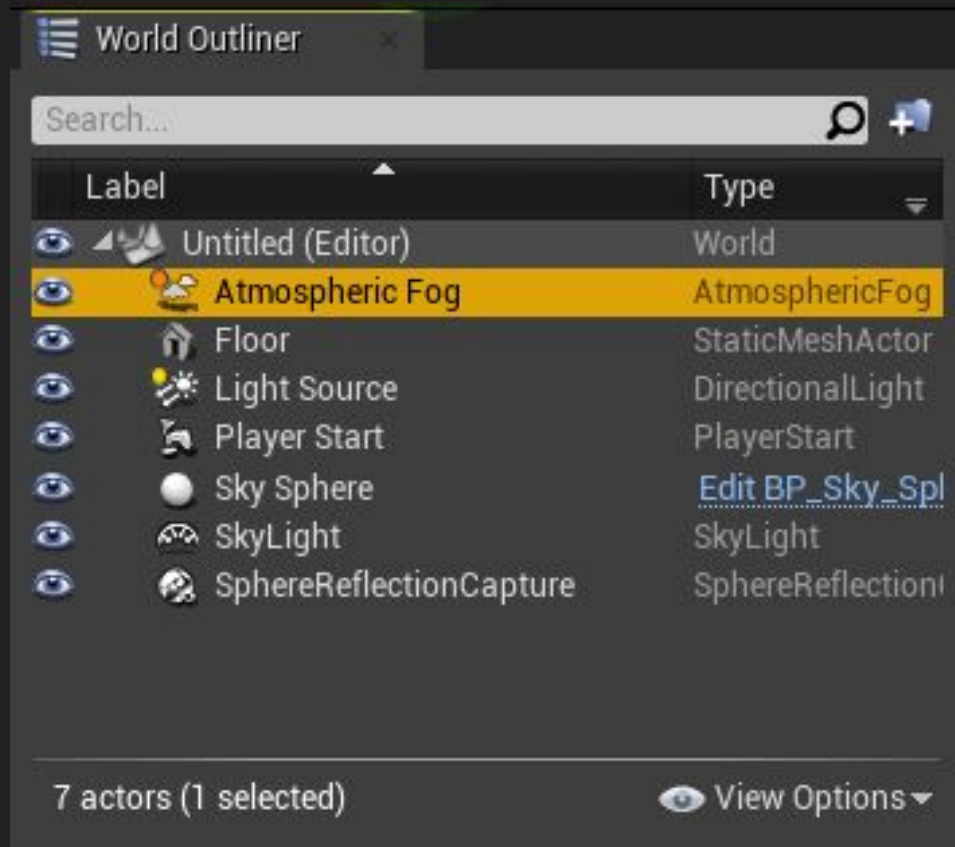 World Outliner
Search...
Label Type
Untitled (Editor) World
Atmospheric Fog AtmosphericFog
Floor StaticMeshActor
Light Source DirectionalLight
Player Start PlayerStart
Sky Sphere Edit BP_Sky_Spl
SkyLight SkyLight
SphereReflectionCapture SphereReflection
7 actors (1 selected) View Options